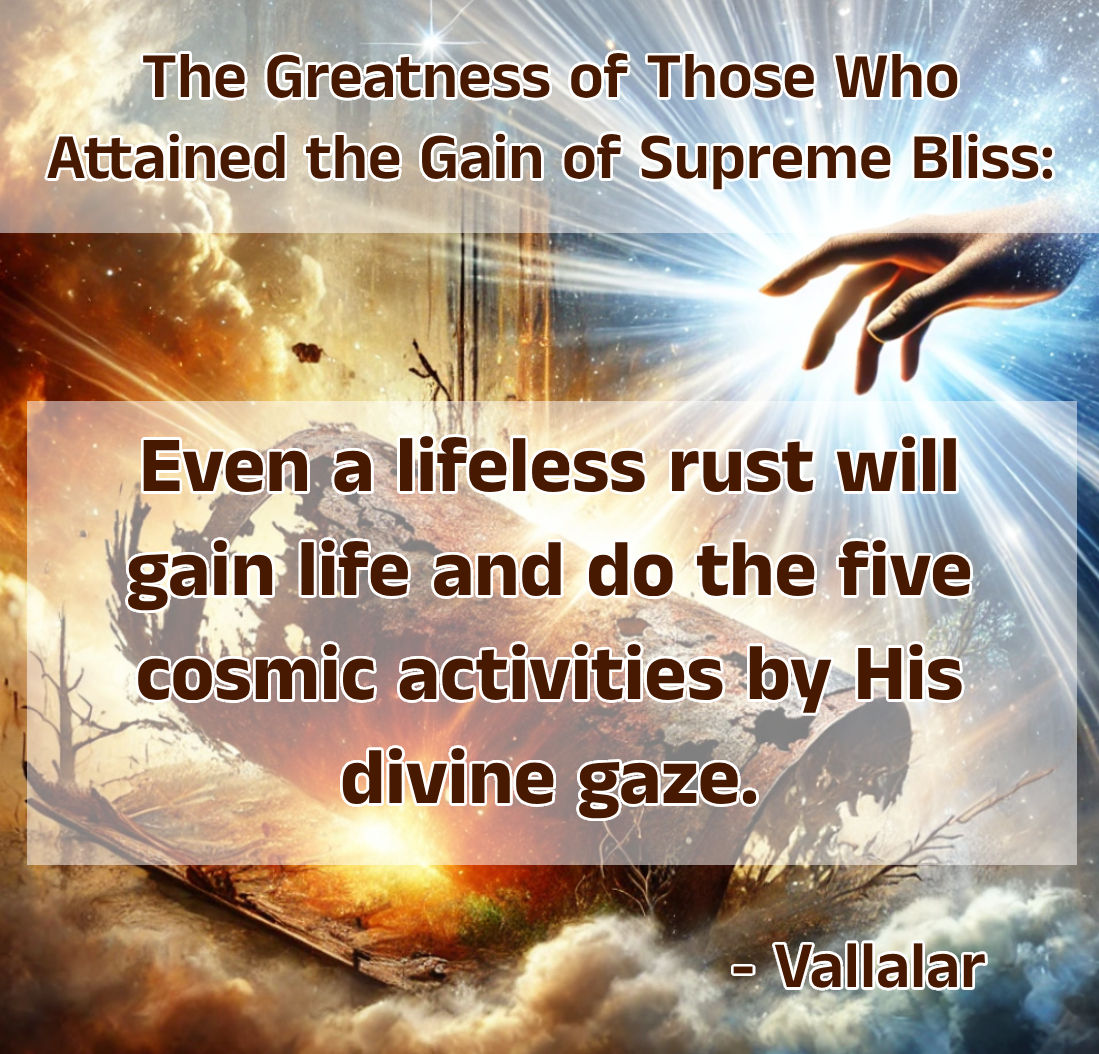 The Greatness of Those Who
Attained the Gain of Supreme Bliss:
Even a lifeless rust will
gain life and do the five
cosmic activities by His
divine gaze.
- Vallalar